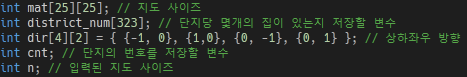 int mat[25][25]; // 지도 사이즈
int district_num[323]; // 단지당 몇개의 집이 있는지 저장할 변수
int dir[4][2] = { {-1, 0}, {1,0}, {0, -1}, {0, 1} }; // 상하좌우 방향
int cnt; // 단지의 번호를 저장할 변수
int n; // 입력된 지도 사이즈